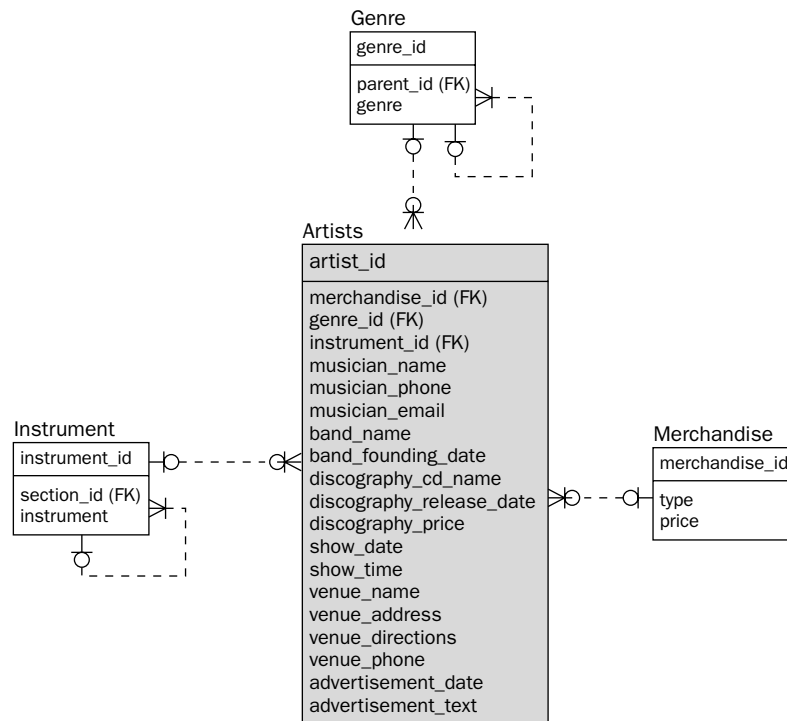 Genre
genre_id
parent_id (FK)
genre
Artists
artist_id
merchandise_id (FK)
genre_id (FK)
instrument_id (FK)
musician_name
musician_phone
musician_email
band_name
band_founding_date
discography_cd_name
discography_release_date
discography_price
show_date
show_time
venue_name
venue_address
venue_directions
venue_phone
advertisement_date
advertisement_text
Instrument
instrument_id
section_id (FK)
instrument
Merchandise
merchandise_id
type
price